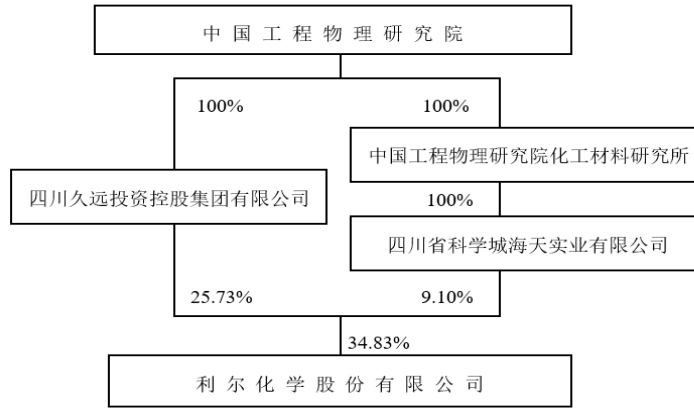 中国工程物理研究院
100%
100%
中国工程物理研究院化工材料研究所
四川久远投资控股集团有限公司
100%
四川省科学城海天实业有限公司
25.73%
9.10%
34.83%
利尔化学股份有限公司